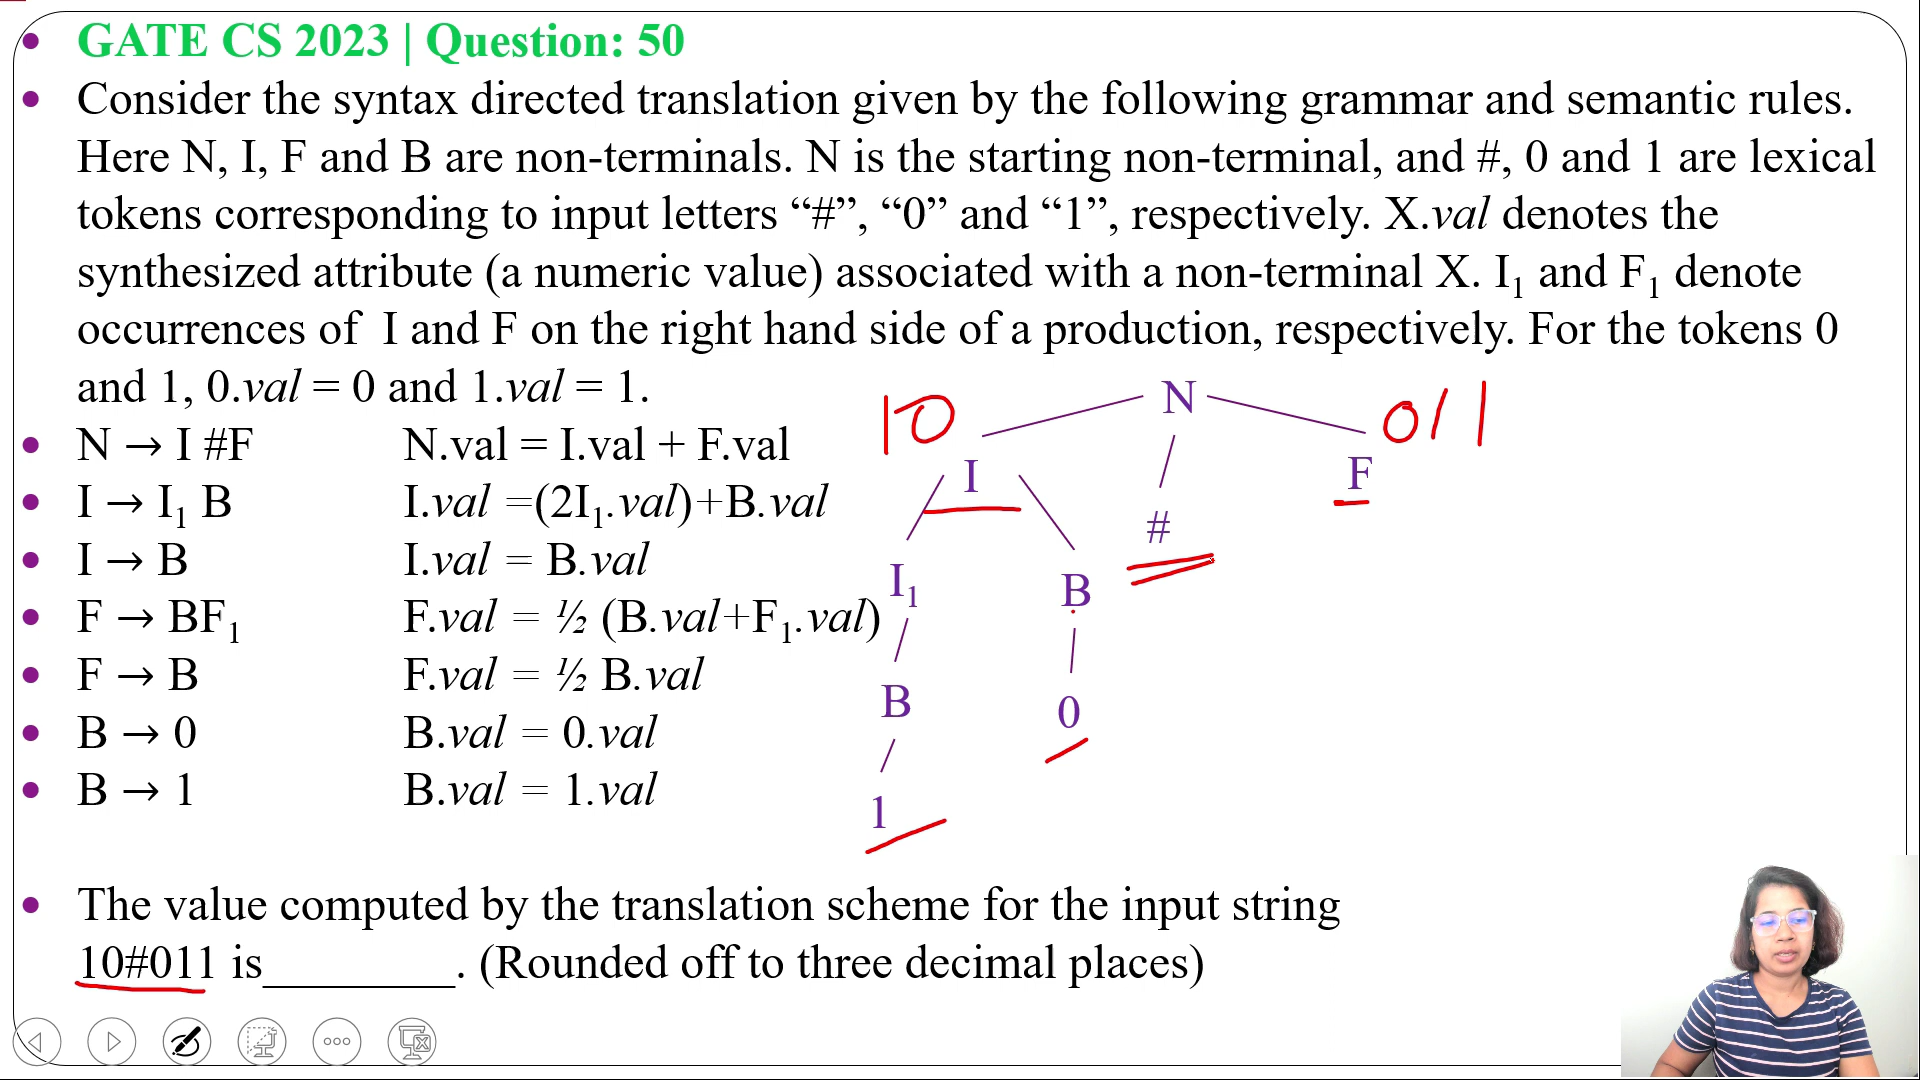 GATE CS 2023 | Question: 50
Consider the syntax directed translation given by the following grammar and semantic rules.
Here N, I, F and B are non-terminals. N is the starting non-terminal, and #, 0 and 1 are lexical
tokens corresponding to input letters “#”, “0” and “1”, respectively. X.val denotes the
synthesized attribute (a numeric value) associated with a non-terminal X. I₁ and F₁ denote
occurrences of I and F on the right hand side of a production, respectively. For the tokens 0
and 1, 0.val = 0 and 1.val = 1.
N → I #F N.val = I.val + F.val
I → I₁ B I.val =(2I₁.val)+B.val
I → B I.val = B.val
F → BF₁ F.val = ½ (B.val+F₁.val)
F → B F.val = ½ B.val
B → 0 B.val = 0.val
B → 1 B.val = 1.val
N
10 011
I F
#
I₁ B
B 0
1
The value computed by the translation scheme for the input string
10#011 is________. (Rounded off to three decimal places)